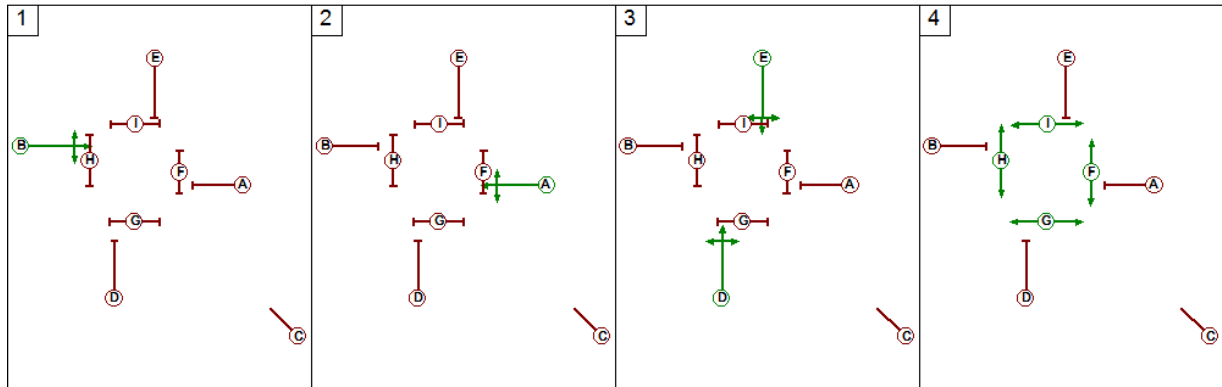 1 2 3 4
E E E E
I I I I
B B B B
H H H H
F F F F
A A A A
G G G G
D D D D
C C C C